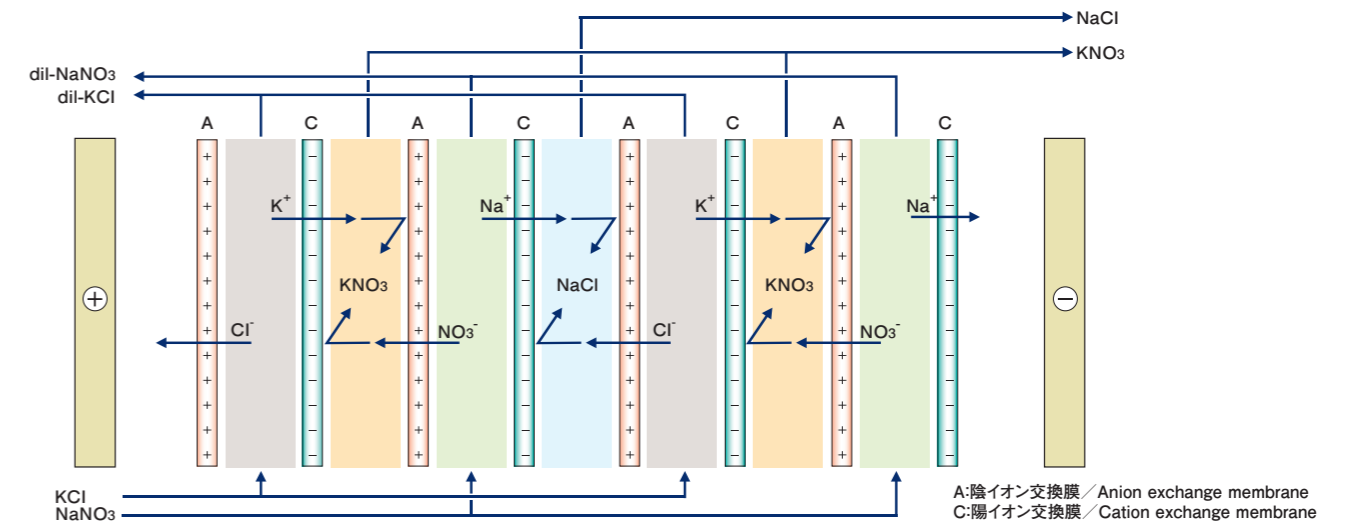 NaCl
KNO₃
dil-NaNO₃
dil-KCl
A C A C A C A C
K⁺ Na⁺ K⁺ Na⁺
KNO₃ NaCl KNO₃
Cl⁻ NO₃⁻ Cl⁻ NO₃⁻
KCl
NaNO₃
A:陰イオン交換膜／Anion exchange membrane
C:陽イオン交換膜／Cation exchange membrane